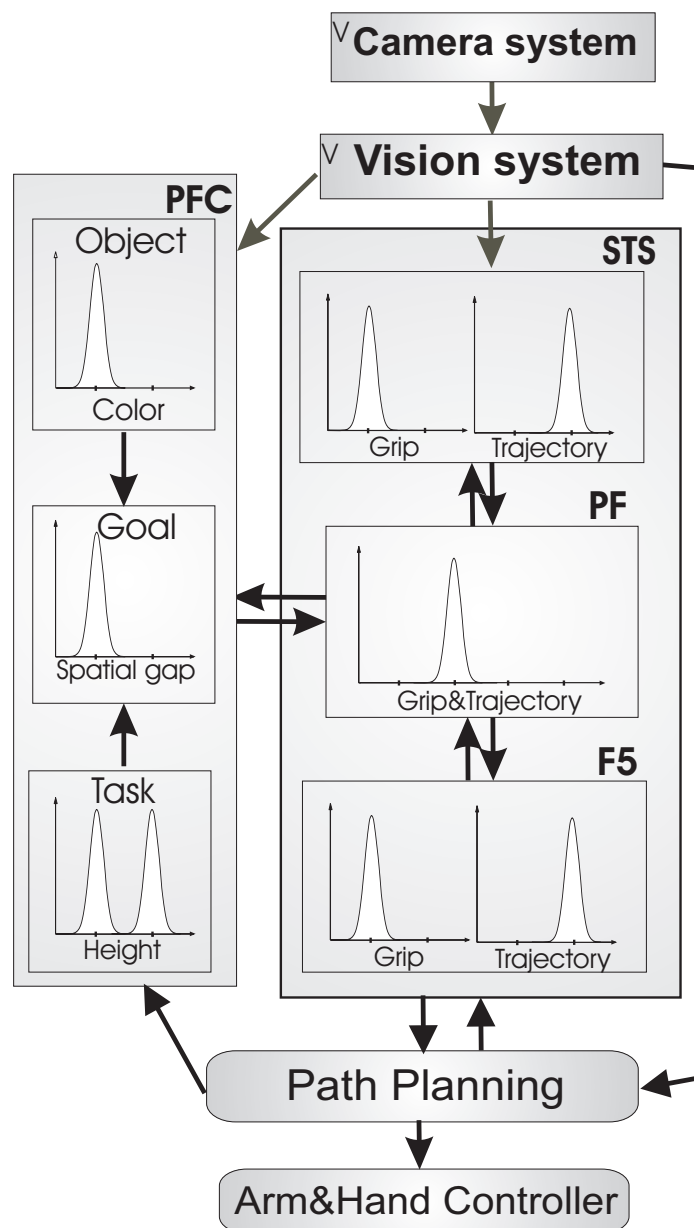 V Camera system
V Vision system
PFC
Object
Color
Goal
Spatial gap
Task
Height
STS
Grip
Trajectory
PF
Grip&Trajectory
F5
Grip
Trajectory
Path Planning
Arm&Hand Controller